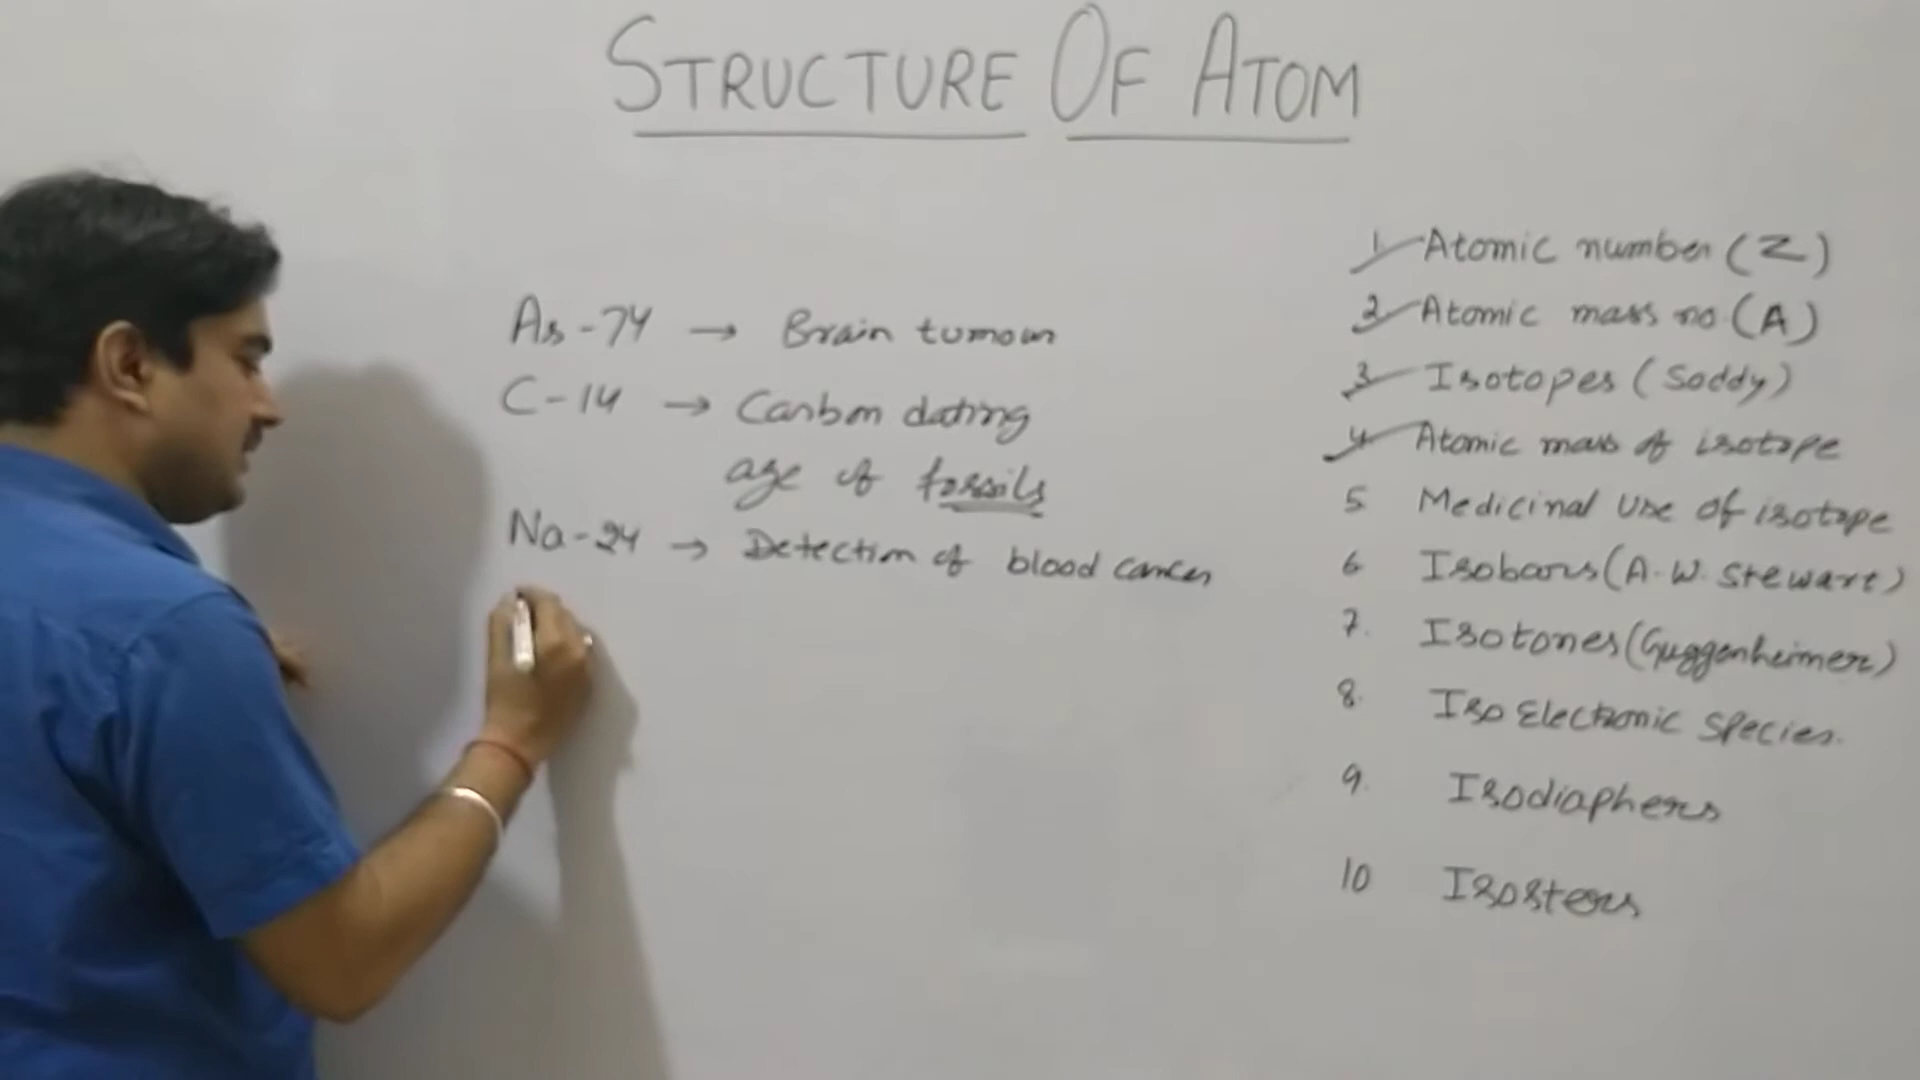 STRUCTURE OF ATOM
As-74 → Brain tumour
C-14 → Carbon dating
age of fossils
Na-24 → Detection of blood cancer
1 Atomic number (Z)
2 Atomic mass no (A)
3 Isotopes (Soddy)
4 Atomic mass of isotope
5 Medicinal use of isotope
6 Isobars (A.W. Stewart)
7. Isotones (Guggenheimer)
8. Iso Electronic Species.
9. Isodiaphers
10 Isosters